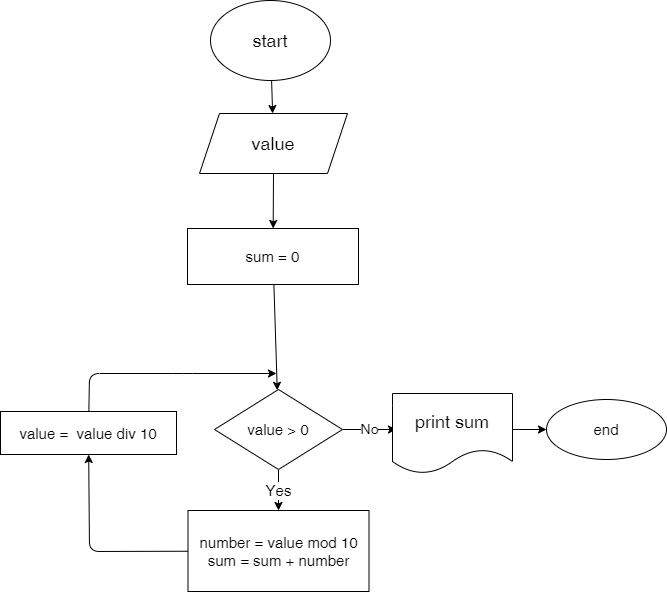 start
value
sum = 0
value > 0
No
print sum
end
Yes
number = value mod 10
sum = sum + number
value = value div 10